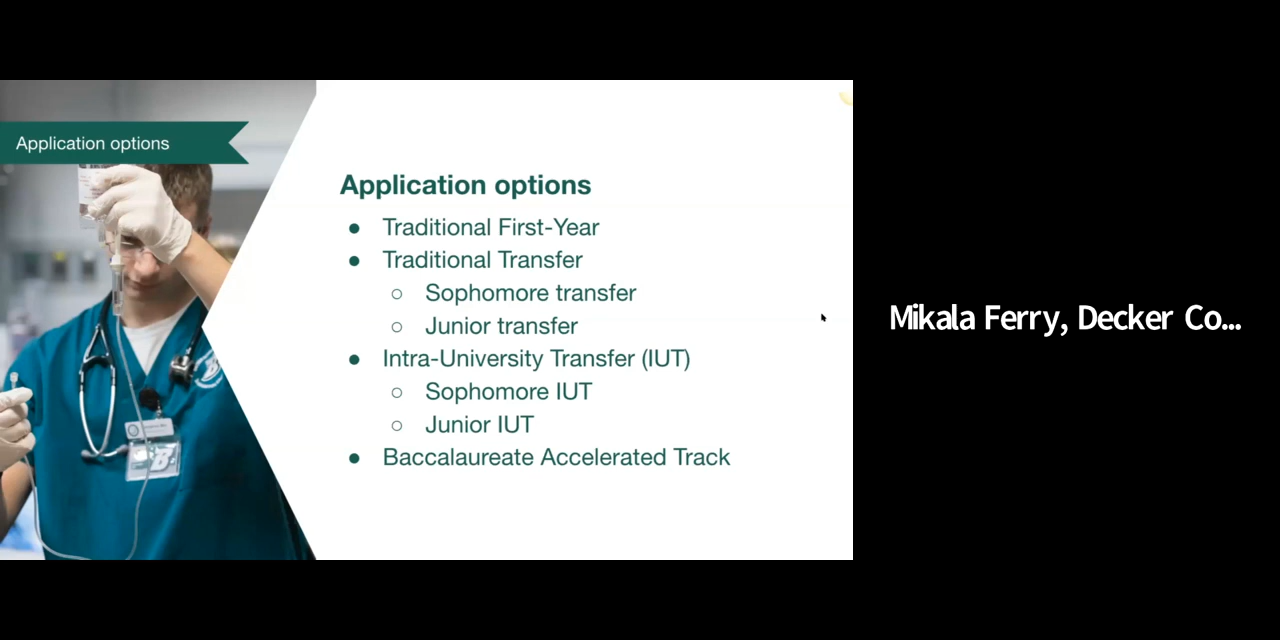 Application options
Application options
● Traditional First-Year
● Traditional Transfer
○ Sophomore transfer
○ Junior transfer
● Intra-University Transfer (IUT)
○ Sophomore IUT
○ Junior IUT
● Baccalaureate Accelerated Track
Mikala Ferry, Decker Co...
B